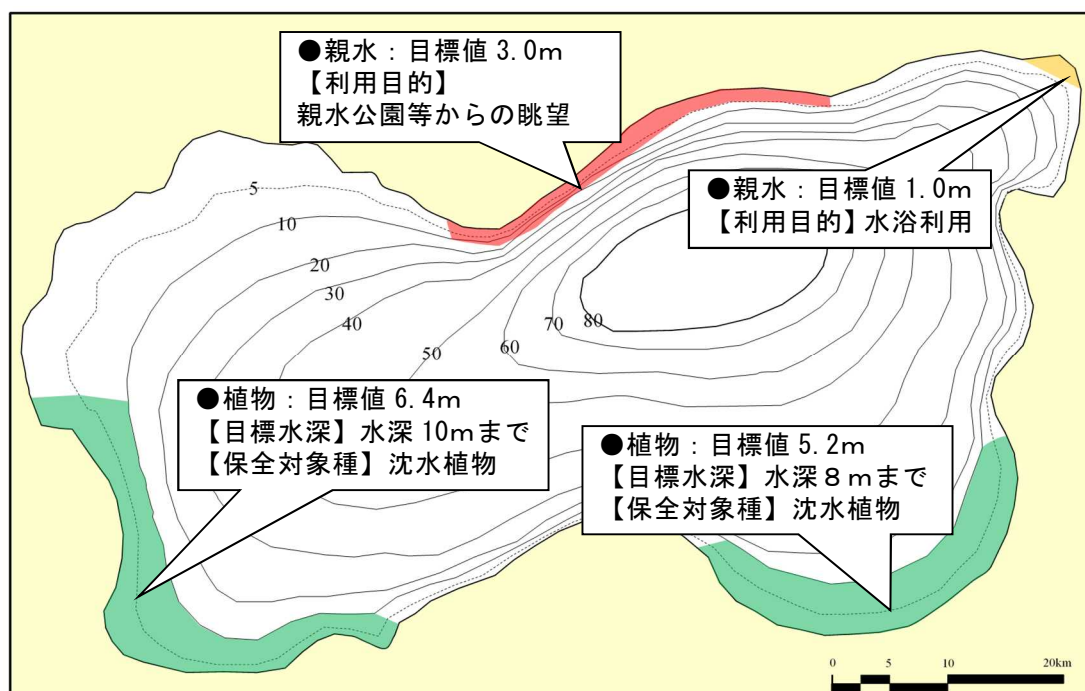 ●親水：目標値 3.0ｍ
【利用目的】
親水公園等からの眺望
●親水：目標値 1.0ｍ
【利用目的】水浴利用
5
10
20
30
40
50
60
70
80
●植物：目標値 6.4ｍ
【目標水深】水深 10ｍまで
【保全対象種】沈水植物
●植物：目標値 5.2ｍ
【目標水深】水深８ｍまで
【保全対象種】沈水植物
0 5 10 20km